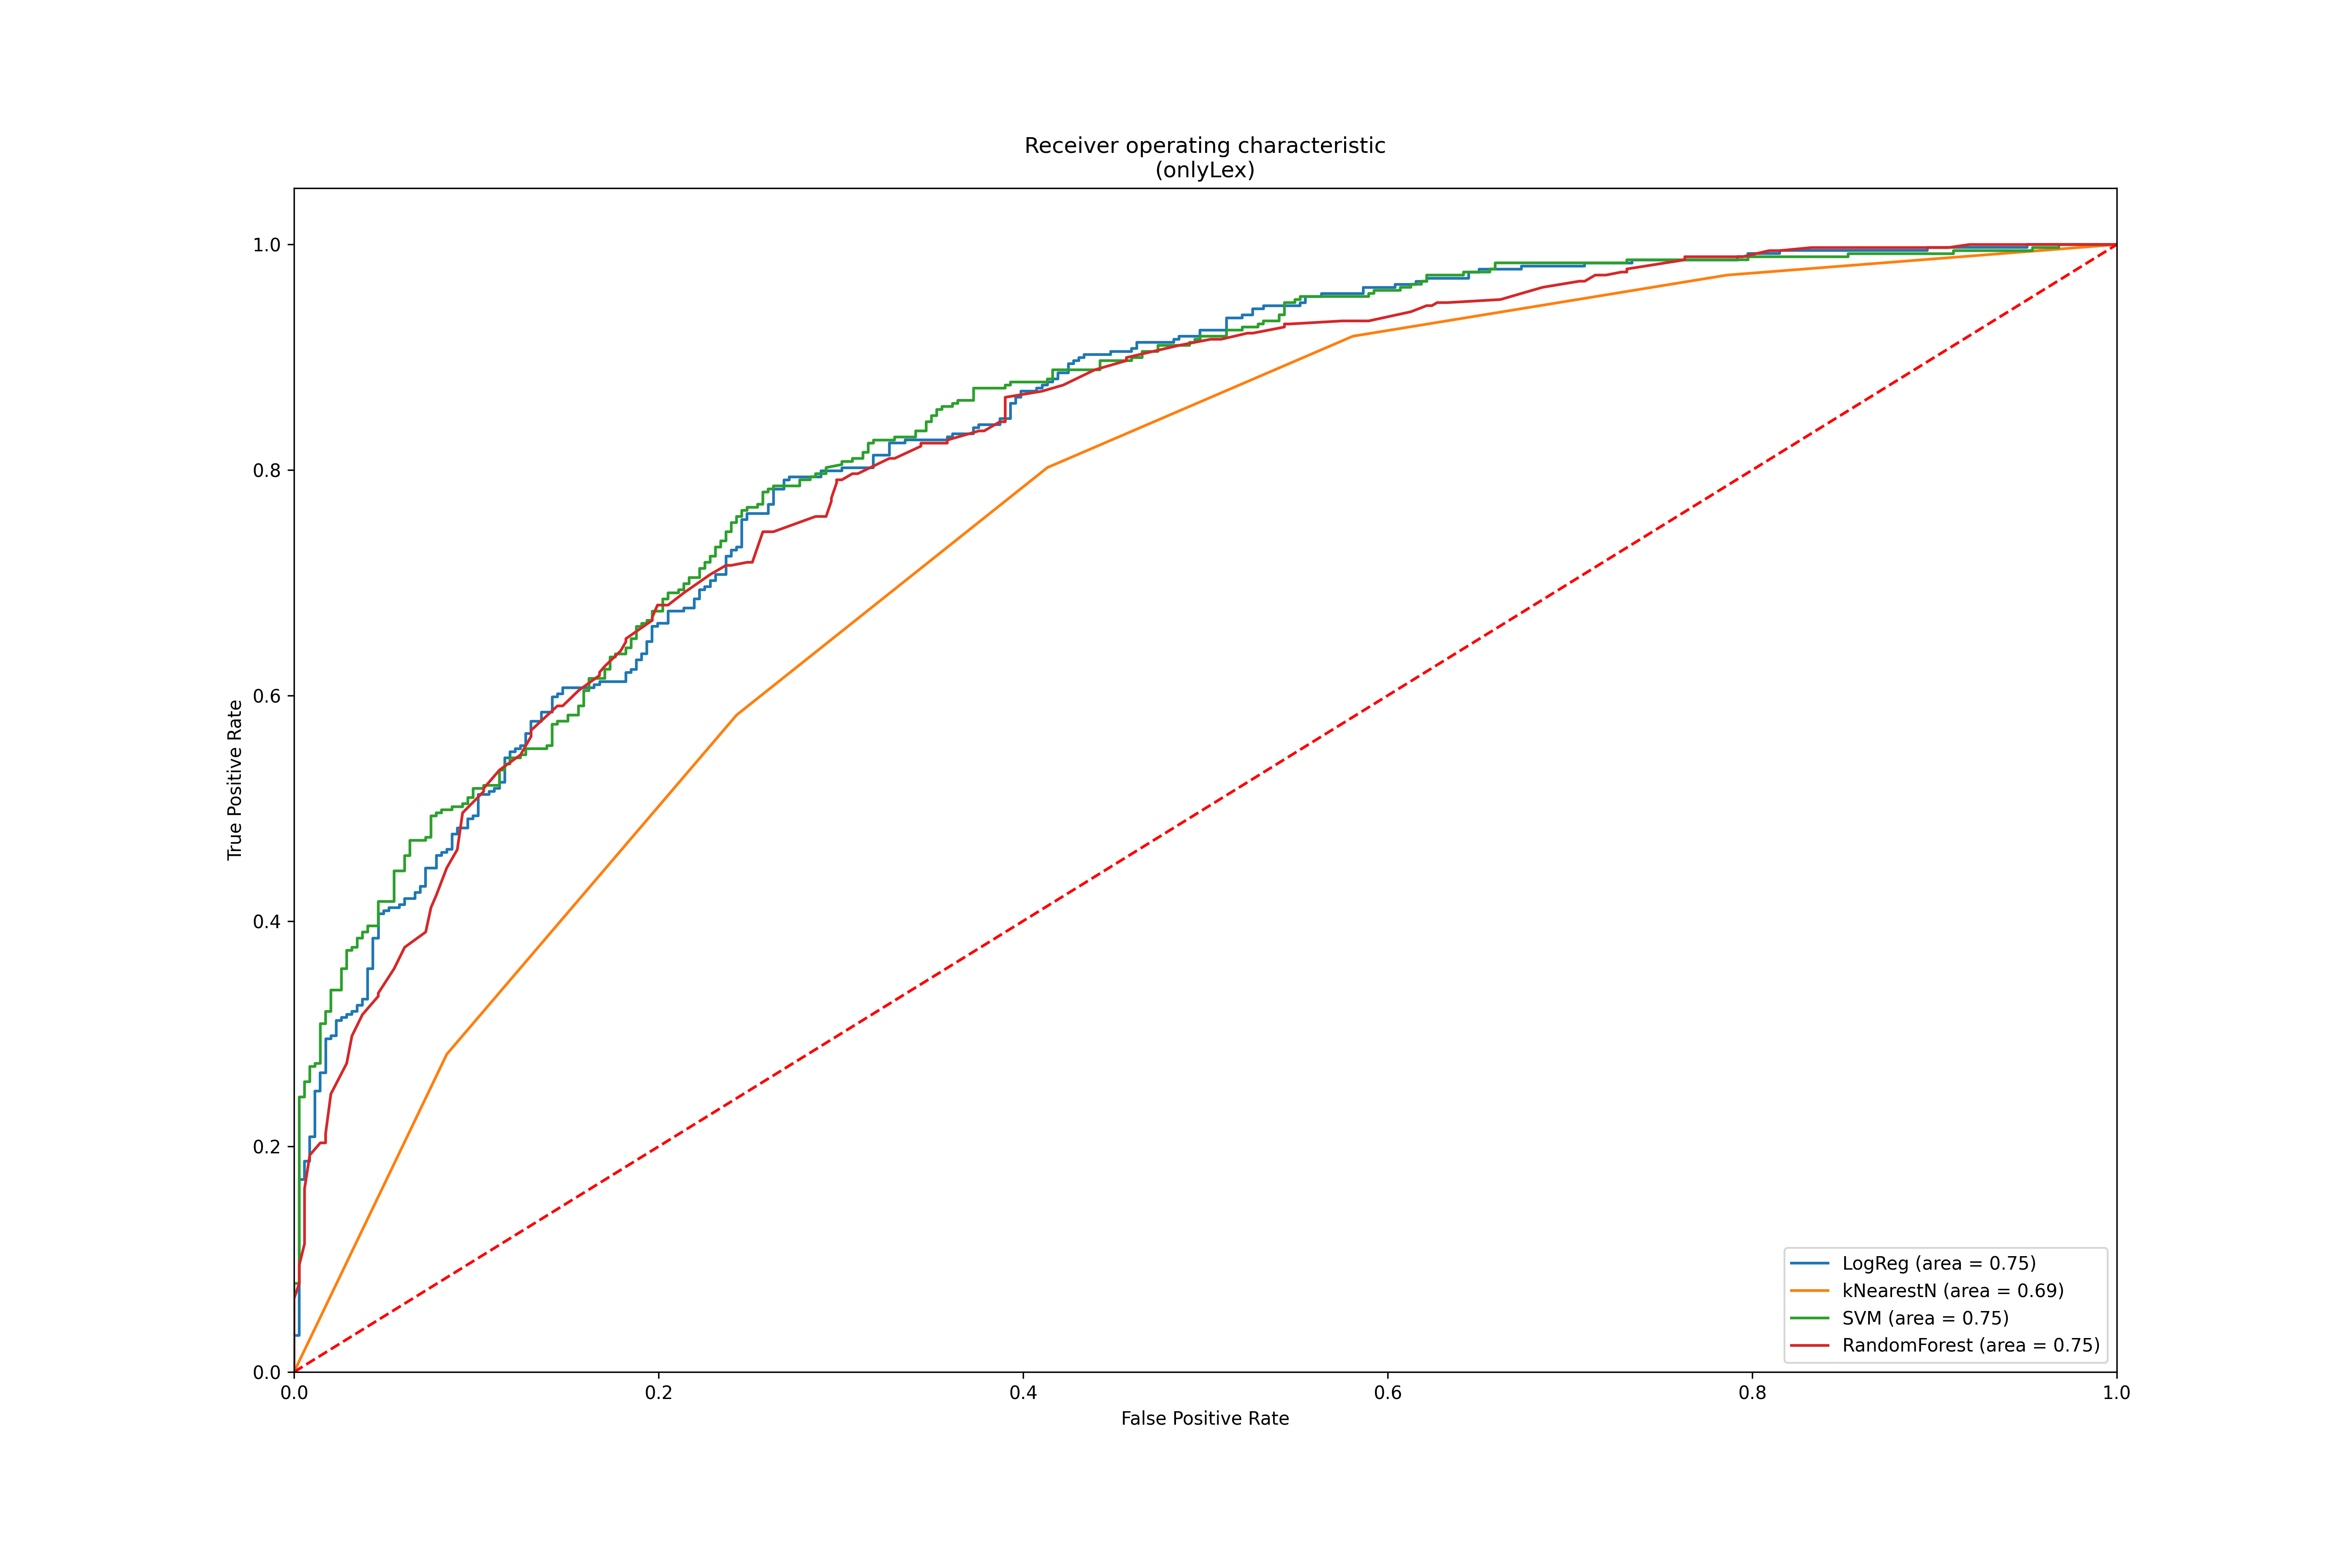 Receiver operating characteristic
(onlyLex)
True Positive Rate
1.0
0.8
0.6
0.4
0.2
0.0
0.0 0.2 0.4 0.6 0.8 1.0
False Positive Rate
LogReg (area = 0.75)
kNearestN (area = 0.69)
SVM (area = 0.75)
RandomForest (area = 0.75)